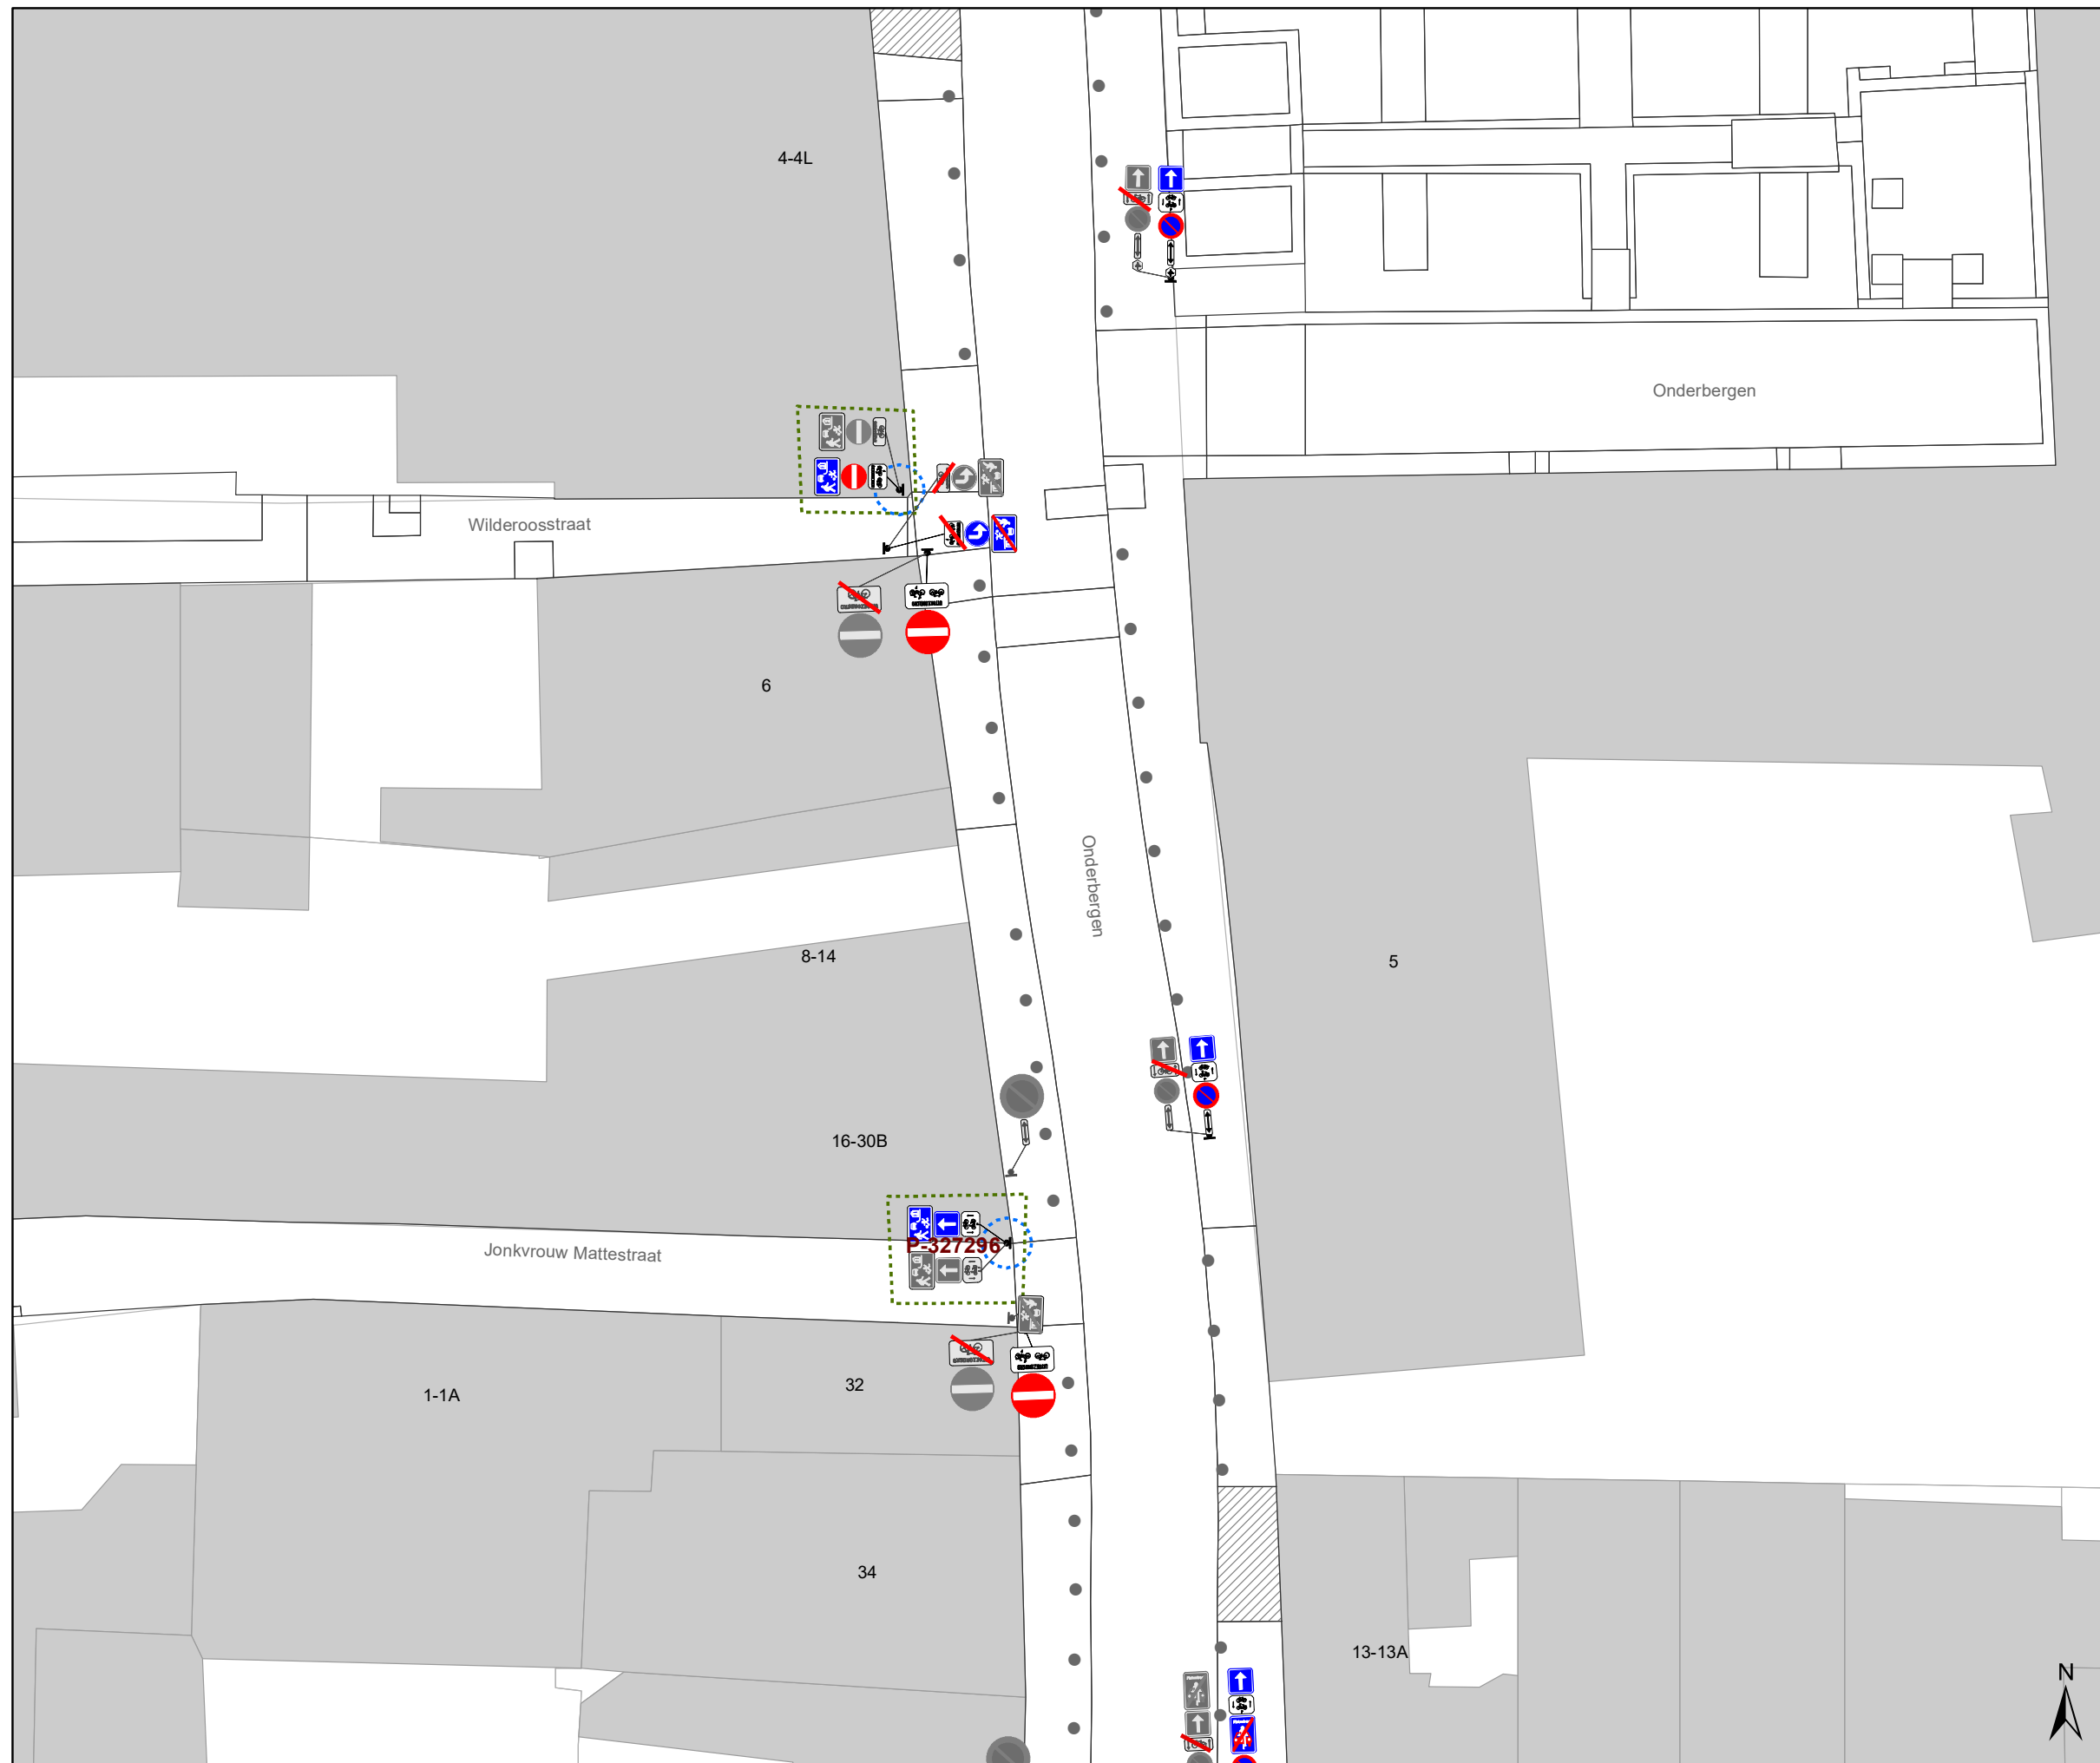 4-4L
Onderbergen
Wilderoosstraat
6
Onderbergen
8-14
5
16-30B
P-327296
Jonkvrouw Mattestraat
32
1-1A
34
13-13A
N